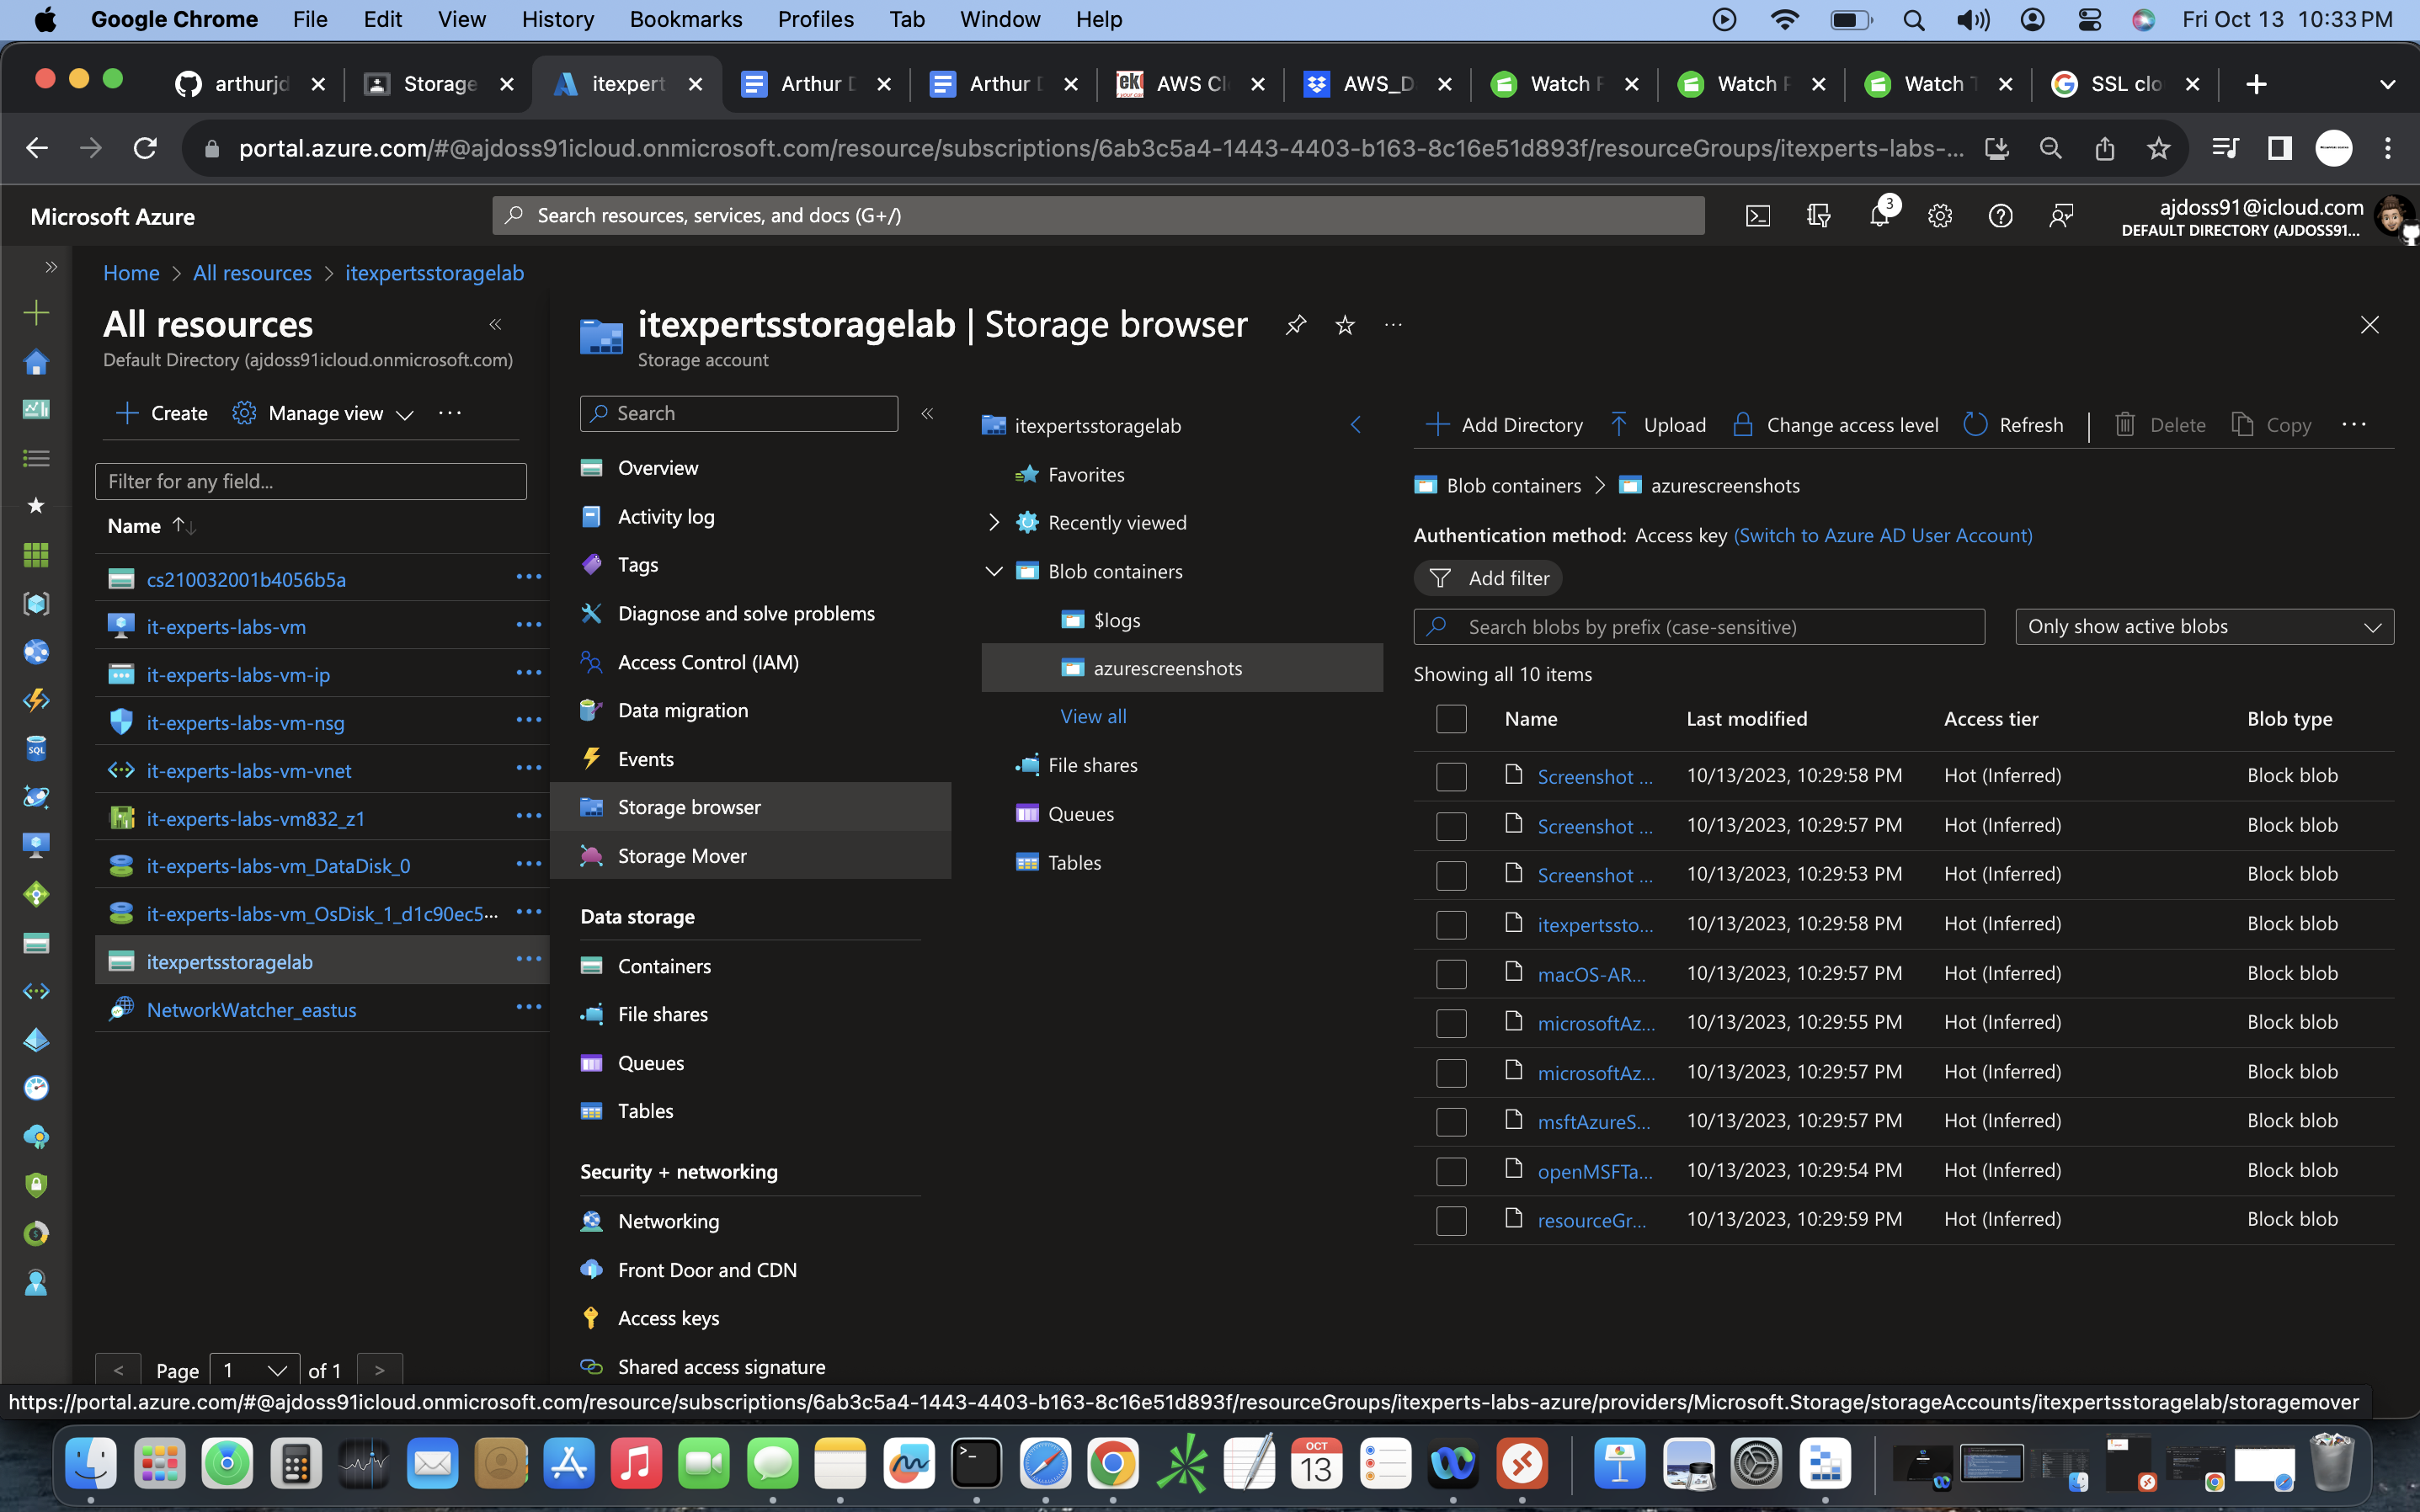 Google Chrome File Edit View History Bookmarks Profiles Tab Window Help Fri Oct 13 10:33 PM
arthurjd Storage itexpert Arthur D Arthur D AWS Cl AWS_D Watch F Watch F Watch T SSL clo
portal.azure.com/#@ajdoss91icloud.onmicrosoft.com/resource/subscriptions/6ab3c5a4-1443-4403-b163-8c16e51d893f/resourceGroups/itexperts-labs-...
Microsoft Azure
Search resources, services, and docs (G+/)
3
ajdoss91@icloud.com
DEFAULT DIRECTORY (AJDOSS91...
Home > All resources > itexpertsstoragelab
All resources
Default Directory (ajdoss91icloud.onmicrosoft.com)
Create Manage view ...
Filter for any field...
Name
cs210032001b4056b5a
it-experts-labs-vm
it-experts-labs-vm-ip
it-experts-labs-vm-nsg
it-experts-labs-vm-vnet
it-experts-labs-vm832_z1
it-experts-labs-vm_DataDisk_0
it-experts-labs-vm_OsDisk_1_d1c90ec5...
itexpertsstoragelab
NetworkWatcher_eastus
< Page 1 of 1 >
itexpertsstoragelab | Storage browser
Storage account
Search
Overview
Activity log
Tags
Diagnose and solve problems
Access Control (IAM)
Data migration
Events
Storage browser
Storage Mover
Data storage
Containers
File shares
Queues
Tables
Security + networking
Networking
Front Door and CDN
Access keys
Shared access signature
itexpertsstoragelab
Favorites
Recently viewed
Blob containers
$logs
azurescreenshots
View all
File shares
Queues
Tables
Add Directory Upload Change access level Refresh Delete Copy ...
Blob containers > azurescreenshots
Authentication method: Access key (Switch to Azure AD User Account)
Add filter
Search blobs by prefix (case-sensitive)
Only show active blobs
Showing all 10 items
Name Last modified Access tier Blob type
Screenshot ... 10/13/2023, 10:29:58 PM Hot (Inferred) Block blob
Screenshot ... 10/13/2023, 10:29:57 PM Hot (Inferred) Block blob
Screenshot ... 10/13/2023, 10:29:53 PM Hot (Inferred) Block blob
itexpertssto... 10/13/2023, 10:29:58 PM Hot (Inferred) Block blob
macOS-AR... 10/13/2023, 10:29:57 PM Hot (Inferred) Block blob
microsoftAz... 10/13/2023, 10:29:55 PM Hot (Inferred) Block blob
microsoftAz... 10/13/2023, 10:29:57 PM Hot (Inferred) Block blob
msftAzureS... 10/13/2023, 10:29:57 PM Hot (Inferred) Block blob
openMSFTa... 10/13/2023, 10:29:54 PM Hot (Inferred) Block blob
resourceGr... 10/13/2023, 10:29:59 PM Hot (Inferred) Block blob
https://portal.azure.com/#@ajdoss91icloud.onmicrosoft.com/resource/subscriptions/6ab3c5a4-1443-4403-b163-8c16e51d893f/resourceGroups/itexperts-labs-azure/providers/Microsoft.Storage/storageAccounts/itexpertsstoragelab/storagemover
OCT
13